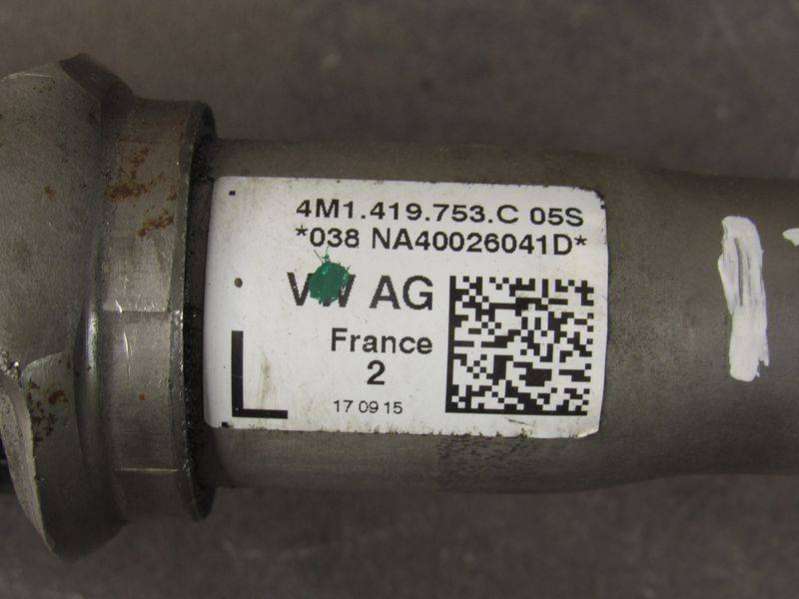 4M1.419.753.C 05S
*038 NA40026041D*
VW AG
L
France
2
17 09 15